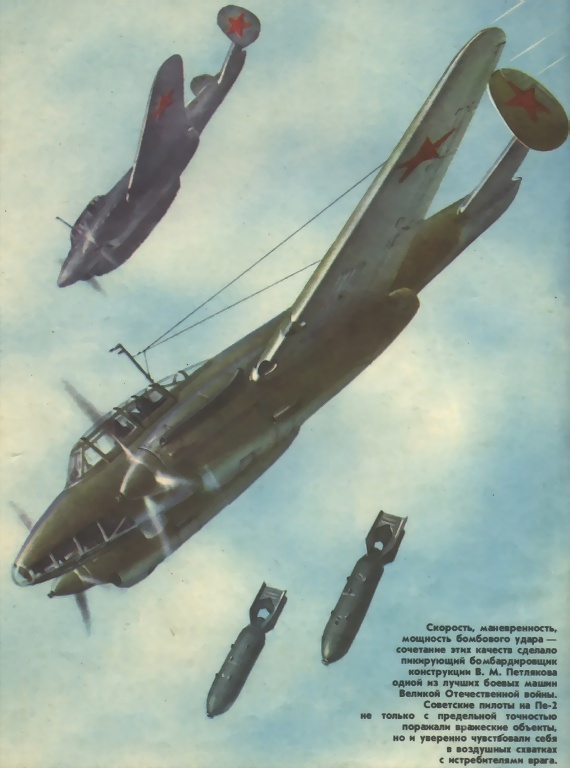 Скорость, маневренность,
мощность бомбового удара —
сочетание этих качеств сделало
пикирующий бомбардировщик
конструкции В. М. Петлякова
одной из лучших боевых машин
Великой Отечественной войны.
Советские пилоты на Пе-2
не только с предельной точностью
поражали вражеские объекты,
но и уверенно чувствовали себя
в воздушных схватках
с истребителями врага.